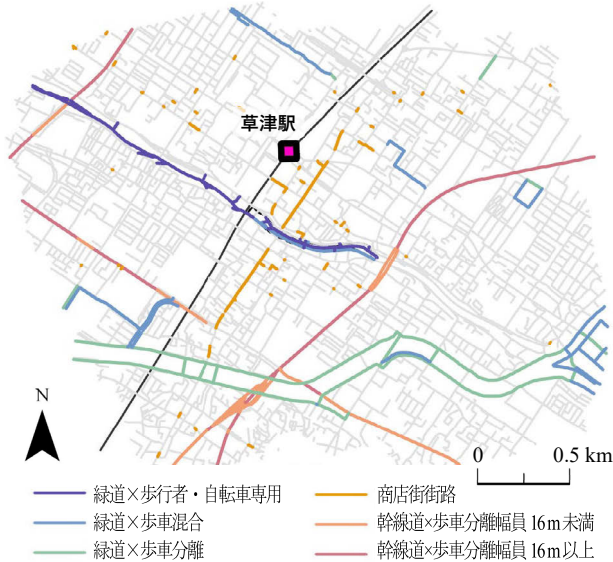 草津駅
N
0 0.5 km
緑道×歩行者・自転車専用
緑道×歩車混合
緑道×歩車分離
商店街街路
幹線道×歩車分離幅員 16m 未満
幹線道×歩車分離幅員 16m 以上